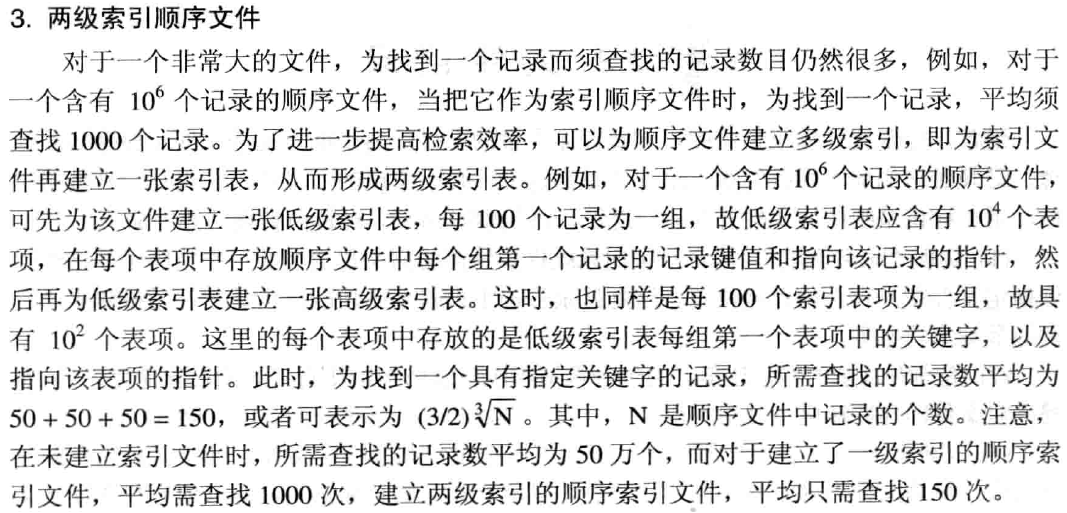 3. 两级索引顺序文件
对于一个非常大的文件，为找到一个记录而须查找的记录数目仍然很多，例如，对于
一个含有 10⁶ 个记录的顺序文件，当把它作为索引顺序文件时，为找到一个记录，平均须
查找 1000 个记录。为了进一步提高检索效率，可以为顺序文件建立多级索引，即为索引文
件再建立一张索引表，从而形成两级索引表。例如，对于一个含有 10⁶ 个记录的顺序文件，
可先为该文件建立一张低级索引表，每 100 个记录为一组，故低级索引表应含有 10⁴ 个表
项，在每个表项中存放顺序文件中每个组第一个记录的记录键值和指向该记录的指针，然
后再为低级索引表建立一张高级索引表。这时，也同样是每 100 个索引表项为一组，故具
有 10² 个表项。这里的每个表项中存放的是低级索引表每组第一个表项中的关键字，以及
指向该表项的指针。此时，为找到一个具有指定关键字的记录，所需查找的记录数平均为
50 + 50 + 50 = 150，或者可表示为 (3/2)∛N 。其中，N 是顺序文件中记录的个数。注意，
在未建立索引文件时，所需查找的记录数平均为 50 万个，而对于建立了一级索引的顺序索
引文件，平均需查找 1000 次，建立两级索引的顺序索引文件，平均只需查找 150 次。